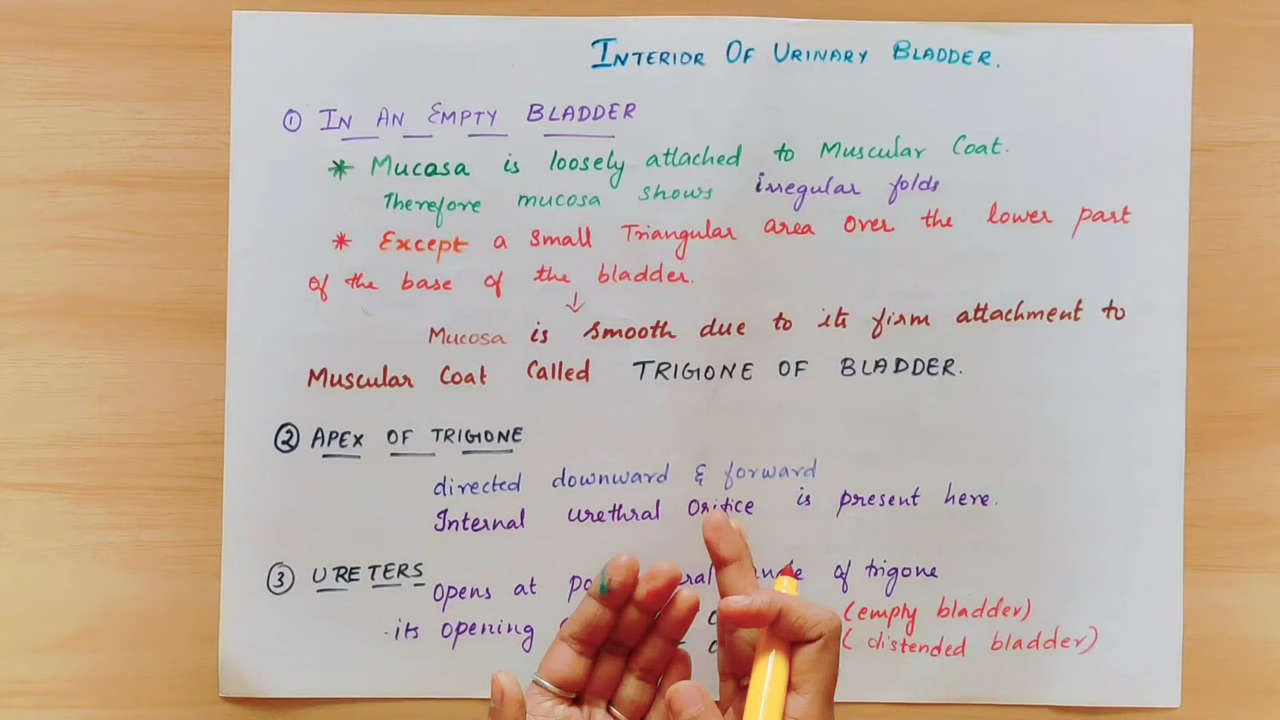 INTERIOR OF URINARY BLADDER.
① IN AN EMPTY BLADDER
* Mucosa is loosely attached to Muscular Coat.
Therefore mucosa shows irregular folds
* Except a small Triangular area over the lower part
of the base of the bladder.
↓
Mucosa is smooth due to its firm attachment to
Muscular Coat Called TRIGONE OF BLADDER.
② APEX OF TRIGONE
directed downward & forward
Internal urethral Orifice is present here.
③ URETERS
Opens at of trigone
its opening (empty bladder)
(distended bladder)